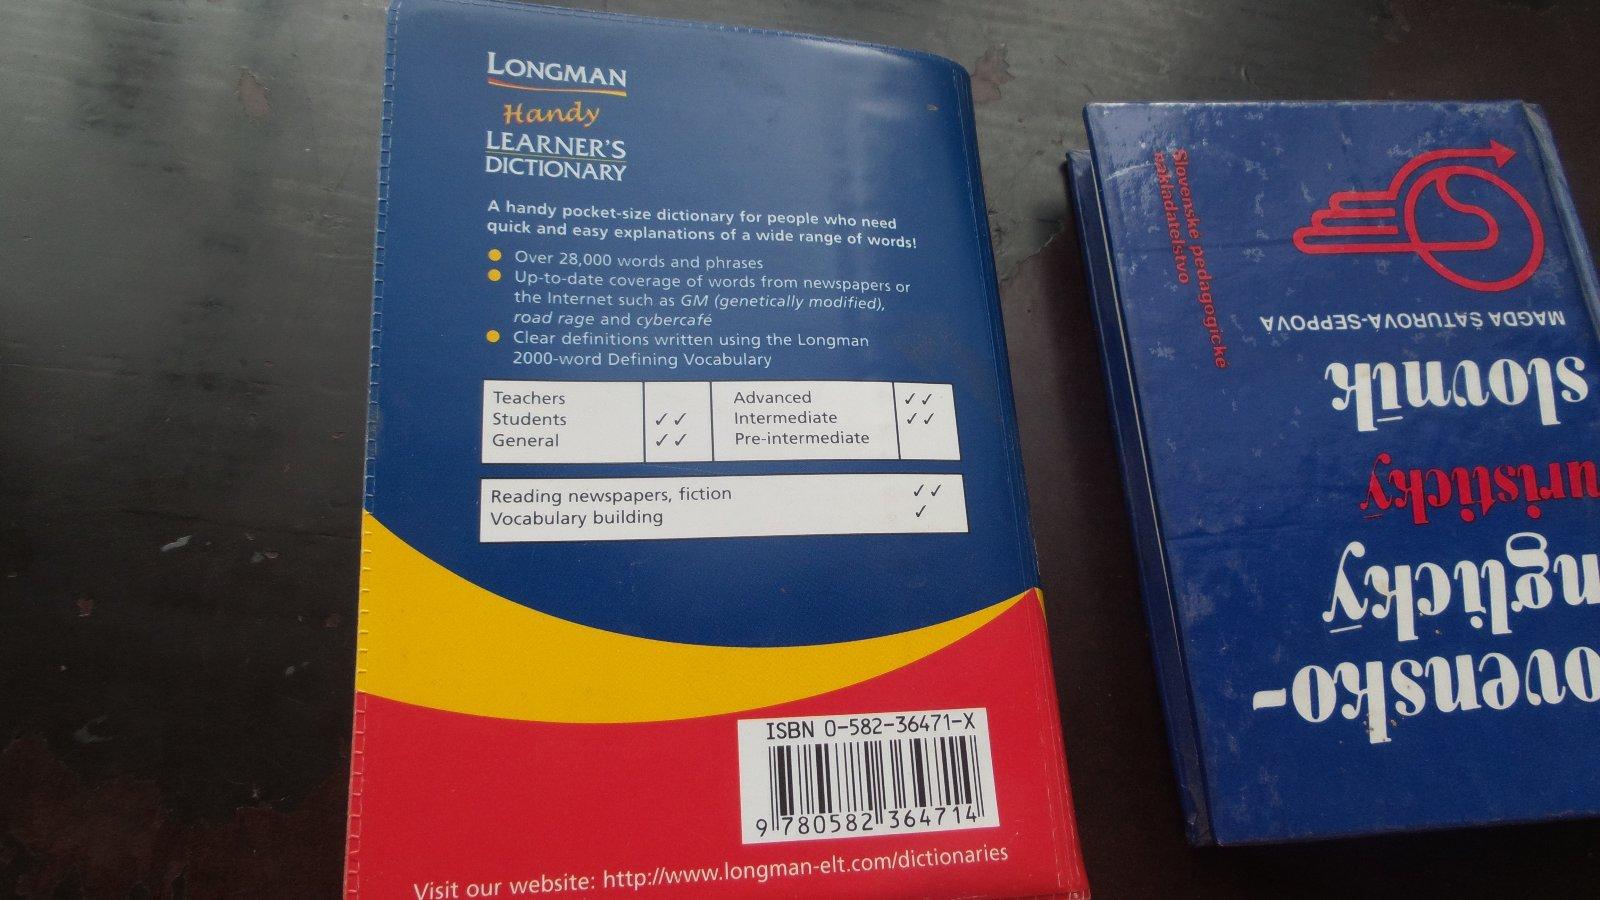 LONGMAN
Handy
LEARNER'S
DICTIONARY
A handy pocket-size dictionary for people who need
quick and easy explanations of a wide range of words!
Over 28,000 words and phrases
Up-to-date coverage of words from newspapers or
the Internet such as GM (genetically modified),
road rage and cybercafé
Clear definitions written using the Longman
2000-word Defining Vocabulary
Teachers
Students ✓✓
General ✓✓
Advanced ✓✓
Intermediate ✓✓
Pre-intermediate
Reading newspapers, fiction ✓✓
Vocabulary building ✓
ISBN 0-582-36471-X
9 780582 364714
Visit our website: http://www.longman-elt.com/dictionaries
ovensko-
nglický
uristický
slovník
MAGDA ŠATUROVÁ-SEPPOVÁ
Slovenské pedagogické
nakladateľstvo